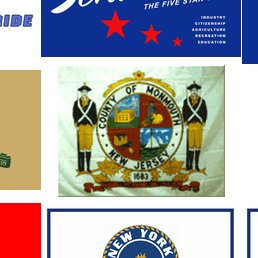 RIDE
THE FIVE STAR
INDUSTRY
CITIZENSHIP
AGRICULTURE
RECREATION
EDUCATION
COUNTY OF MONMOUTH
NEW JERSEY
1683
NEW YORK